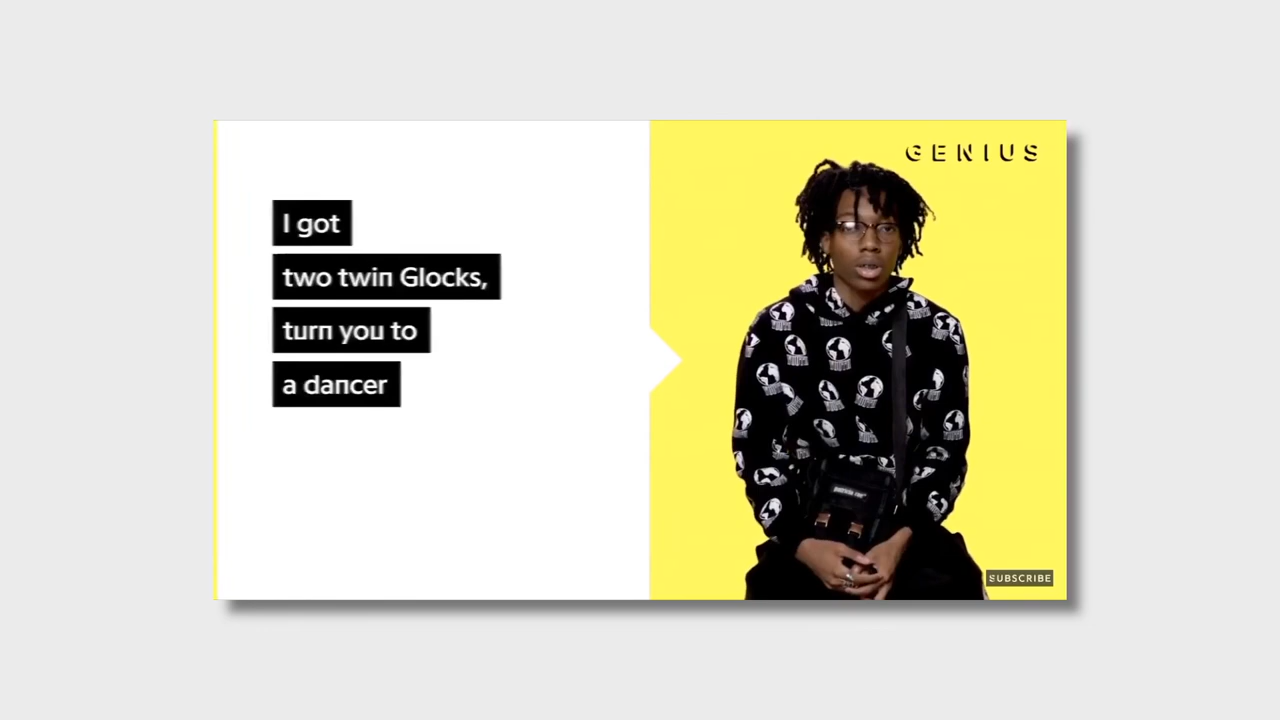 GENIUS
I got
two twin Glocks,
turn you to
a dancer
SUBSCRIBE